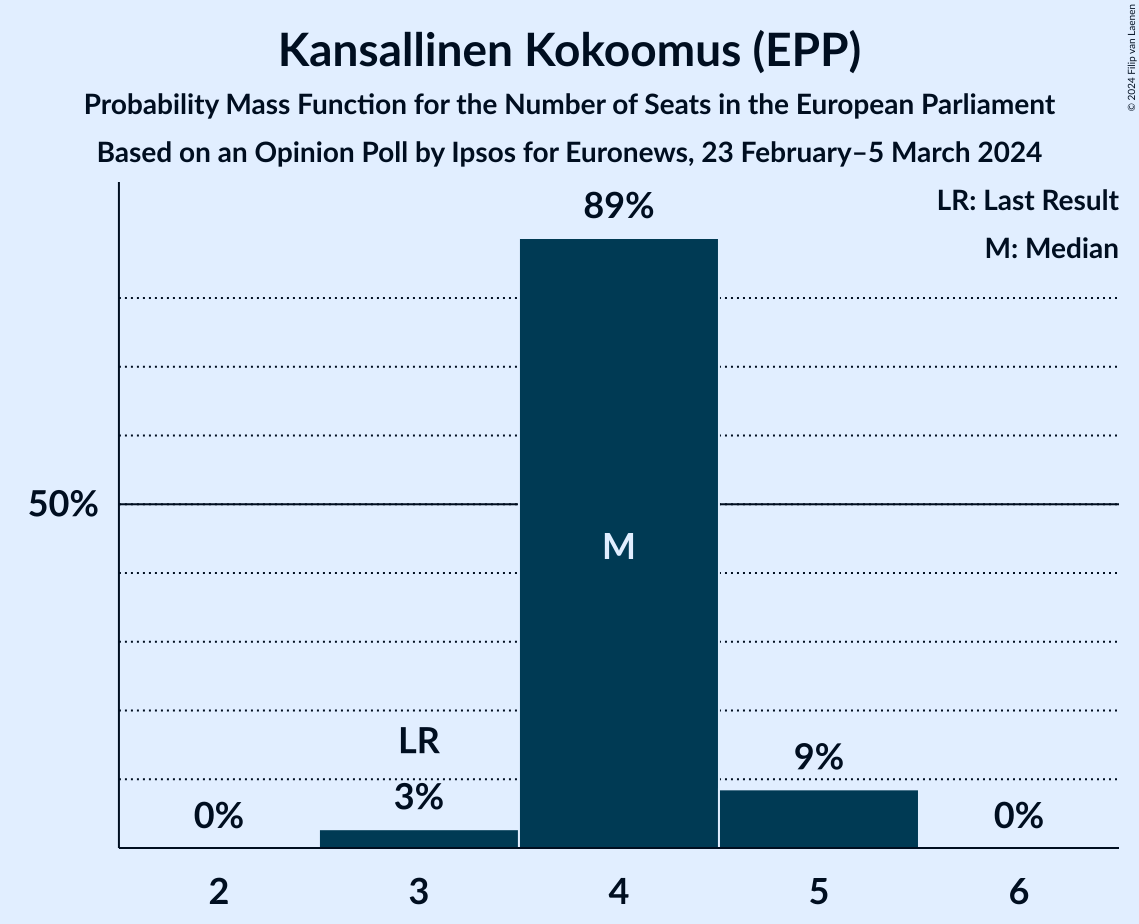 Kansallinen Kokoomus (EPP)
Probability Mass Function for the Number of Seats in the European Parliament
Based on an Opinion Poll by Ipsos for Euronews, 23 February–5 March 2024
© 2024 Filip van Laenen
LR: Last Result
M: Median
89%
50%
M
LR
9%
3%
0%
0%
2
3
4
5
6